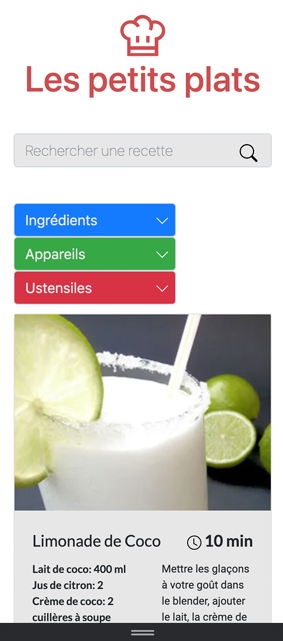 Les petits plats
Rechercher une recette
Ingrédients
Appareils
Ustensiles
Limonade de Coco
10 min
Lait de coco: 400 ml
Jus de citron: 2
Crème de coco: 2
cuillères à soupe
Mettre les glaçons
à votre goût dans
le blender, ajouter
le lait, la crème de